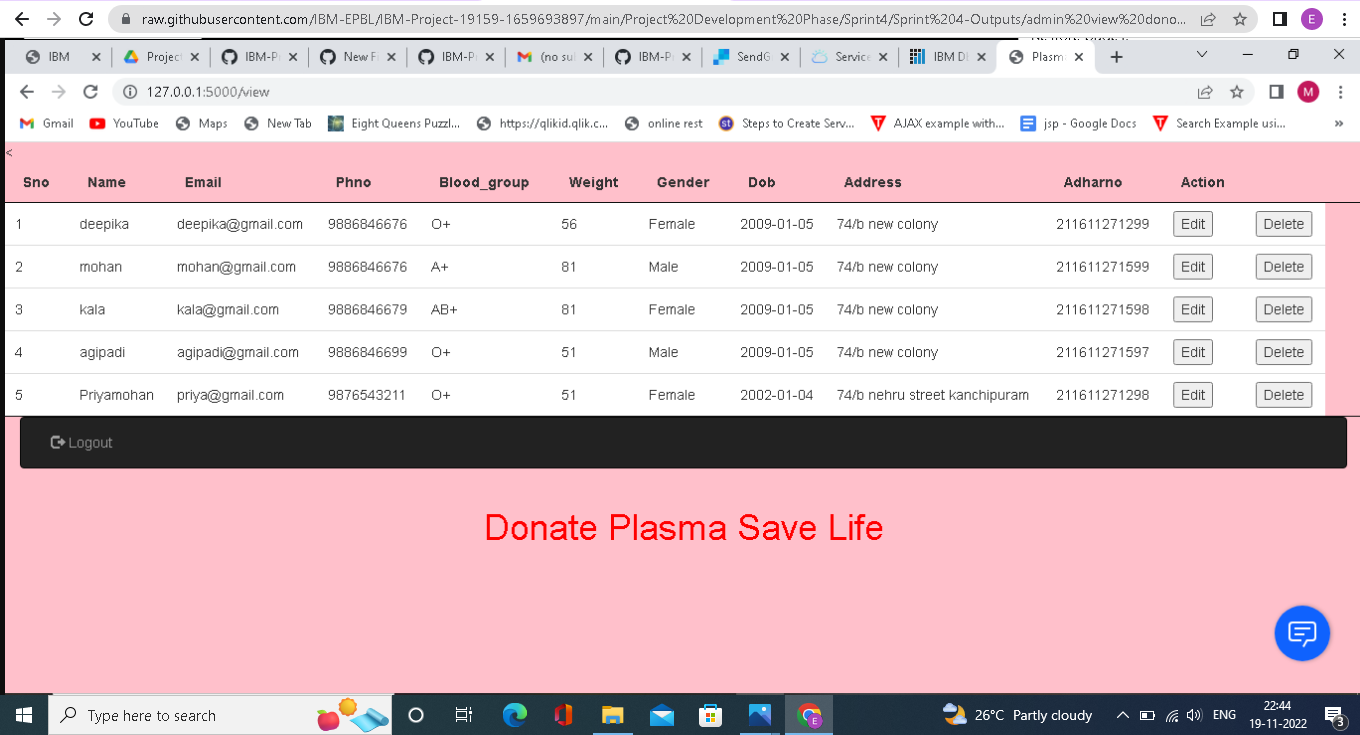 raw.githubusercontent.com/IBM-EPBL/IBM-Project-19159-1659693897/main/Project%20Development%20Phase/Sprint4/Sprint%204-Outputs/admin%20view%20dono... E
IBM Project IBM-P New F IBM-P (no su IBM-P SendG Service IBM D Plasm
127.0.0.1:5000/view M
Gmail YouTube Maps New Tab Eight Queens Puzzl... https://qlikid.qlik.c... online rest st Steps to Create Serv... AJAX example with... jsp - Google Docs Search Example usi... »
<
Sno Name Email Phno Blood_group Weight Gender Dob Address Adharno Action
1 deepika deepika@gmail.com 9886846676 O+ 56 Female 2009-01-05 74/b new colony 211611271299 Edit Delete
2 mohan mohan@gmail.com 9886846676 A+ 81 Male 2009-01-05 74/b new colony 211611271599 Edit Delete
3 kala kala@gmail.com 9886846679 AB+ 81 Female 2009-01-05 74/b new colony 211611271598 Edit Delete
4 agipadi agipadi@gmail.com 9886846699 O+ 51 Male 2009-01-05 74/b new colony 211611271597 Edit Delete
5 Priyamohan priya@gmail.com 9876543211 O+ 51 Female 2002-01-04 74/b nehru street kanchipuram 211611271298 Edit Delete
Logout
Donate Plasma Save Life
Type here to search 26°C Partly cloudy ENG 22:44
19-11-2022 3